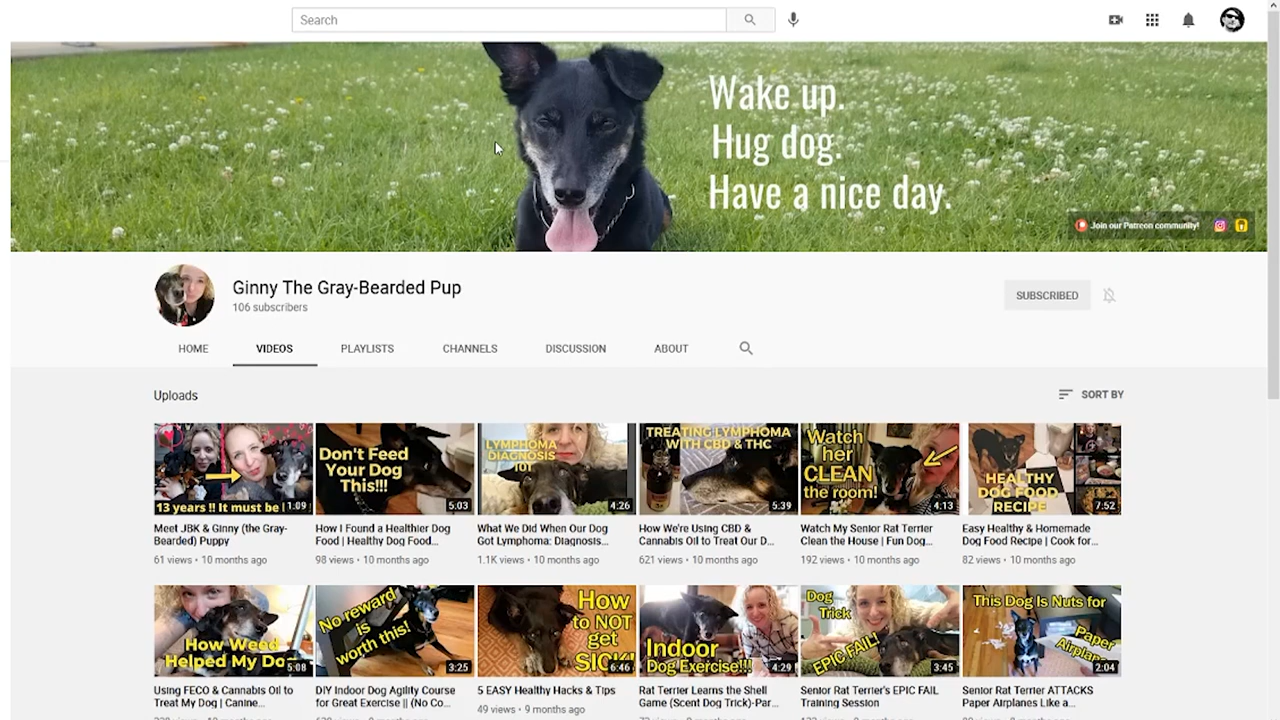 Search
Wake up.
Hug dog.
Have a nice day.
Join our Patreon community!
Ginny The Gray-Bearded Pup
106 subscribers
SUBSCRIBED
HOME VIDEOS PLAYLISTS CHANNELS DISCUSSION ABOUT
Uploads
SORT BY
13 years !! It must be
1:09
Don't Feed
Your Dog
This!!!
5:03
LYMPHOMA
DIAGNOSIS
101
4:26
TREATING LYMPHOMA
WITH CBD & THC
5:39
Watch
her
CLEAN
the room!
4:13
HEALTHY
DOG FOOD
RECIPE
7:52
Meet JBK & Ginny (the Gray-
Bearded) Puppy
61 views • 10 months ago
How I Found a Healthier Dog
Food | Healthy Dog Food...
98 views • 10 months ago
What We Did When Our Dog
Got Lymphoma: Diagnosis...
1.1K views • 10 months ago
How We're Using CBD &
Cannabis Oil to Treat Our D...
621 views • 10 months ago
Watch My Senior Rat Terrier
Clean the House | Fun Dog...
192 views • 10 months ago
Easy Healthy & Homemade
Dog Food Recipe | Cook for...
82 views • 10 months ago
How Weed
Helped My Do
5:08
No reward
is
worth this!
3:25
How
to NOT
get
SICK!
6:46
Indoor
Dog Exercise!!!
4:29
Dog
Trick
EPIC FAIL!
3:45
This Dog Is Nuts for
Paper
Airplan
2:04
Using FECO & Cannabis Oil to
Treat My Dog | Canine...
DIY Indoor Dog Agility Course
for Great Exercise || (No Co...
5 EASY Healthy Hacks & Tips
49 views • 9 months ago
Rat Terrier Learns the Shell
Game (Scent Dog Trick)-Par...
Senior Rat Terrier's EPIC FAIL
Training Session
Senior Rat Terrier ATTACKS
Paper Airplanes Like a...